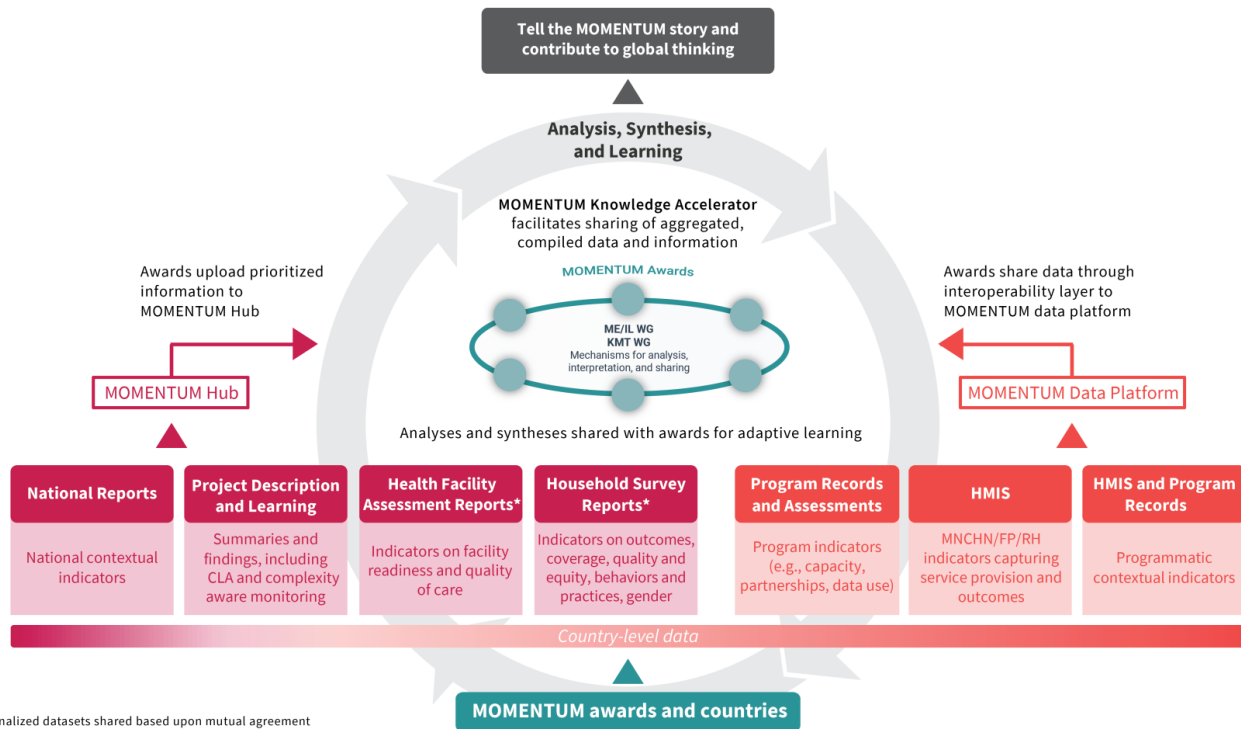 Tell the MOMENTUM story and
contribute to global thinking
Analysis, Synthesis,
and Learning
MOMENTUM Knowledge Accelerator
facilitates sharing of aggregated,
compiled data and information
MOMENTUM Awards
ME/IL WG
KMT WG
Mechanisms for analysis,
interpretation, and sharing
Awards upload prioritized
information to
MOMENTUM Hub
Awards share data through
interoperability layer to
MOMENTUM data platform
MOMENTUM Hub
MOMENTUM Data Platform
Analyses and syntheses shared with awards for adaptive learning
National Reports
National contextual
indicators
Project Description
and Learning
Summaries and
findings, including
CLA and complexity
aware monitoring
Health Facility
Assessment Reports*
Indicators on facility
readiness and quality
of care
Household Survey
Reports*
Indicators on outcomes,
coverage, quality and
equity, behaviors and
practices, gender
Program Records
and Assessments
Program indicators
(e.g., capacity,
partnerships, data use)
HMIS
MNCHN/FP/RH
indicators capturing
service provision and
outcomes
HMIS and Program
Records
Programmatic
contextual indicators
Country-level data
MOMENTUM awards and countries
nalized datasets shared based upon mutual agreement